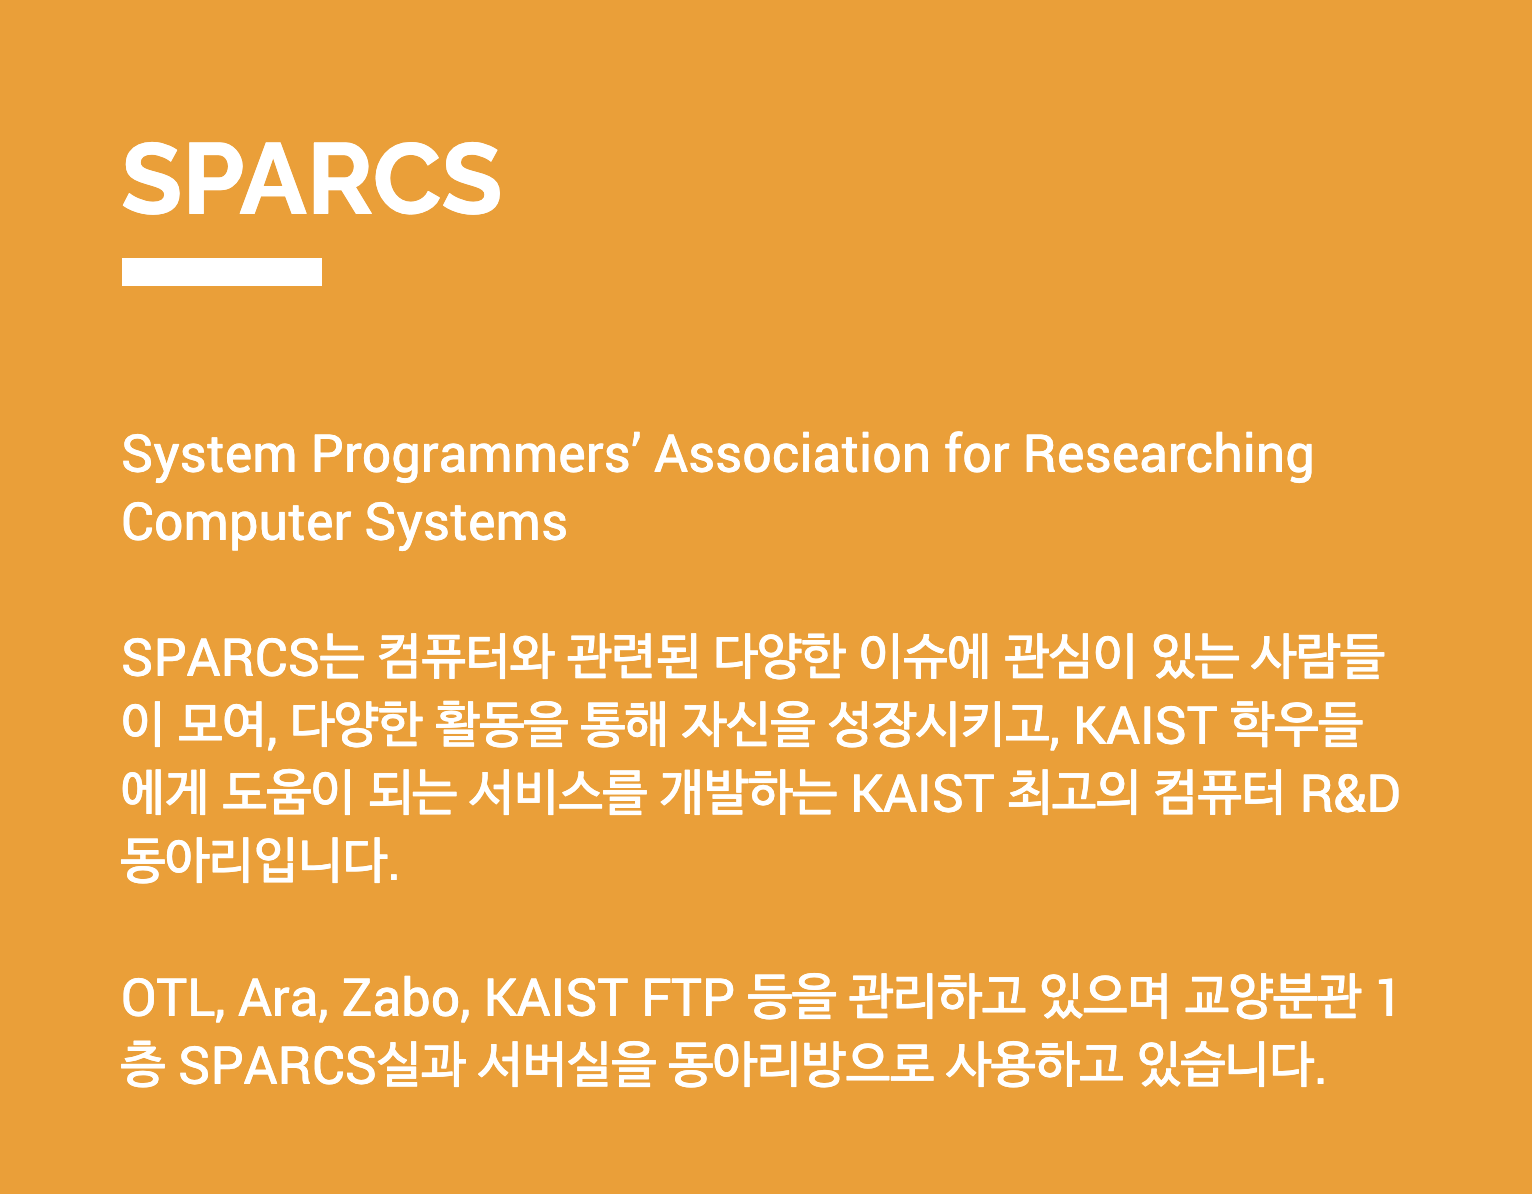 SPARCS
System Programmers’ Association for Researching
Computer Systems
SPARCS는 컴퓨터와 관련된 다양한 이슈에 관심이 있는 사람들
이 모여, 다양한 활동을 통해 자신을 성장시키고, KAIST 학우들
에게 도움이 되는 서비스를 개발하는 KAIST 최고의 컴퓨터 R&D
동아리입니다.
OTL, Ara, Zabo, KAIST FTP 등을 관리하고 있으며 교양분관 1
층 SPARCS실과 서버실을 동아리방으로 사용하고 있습니다.